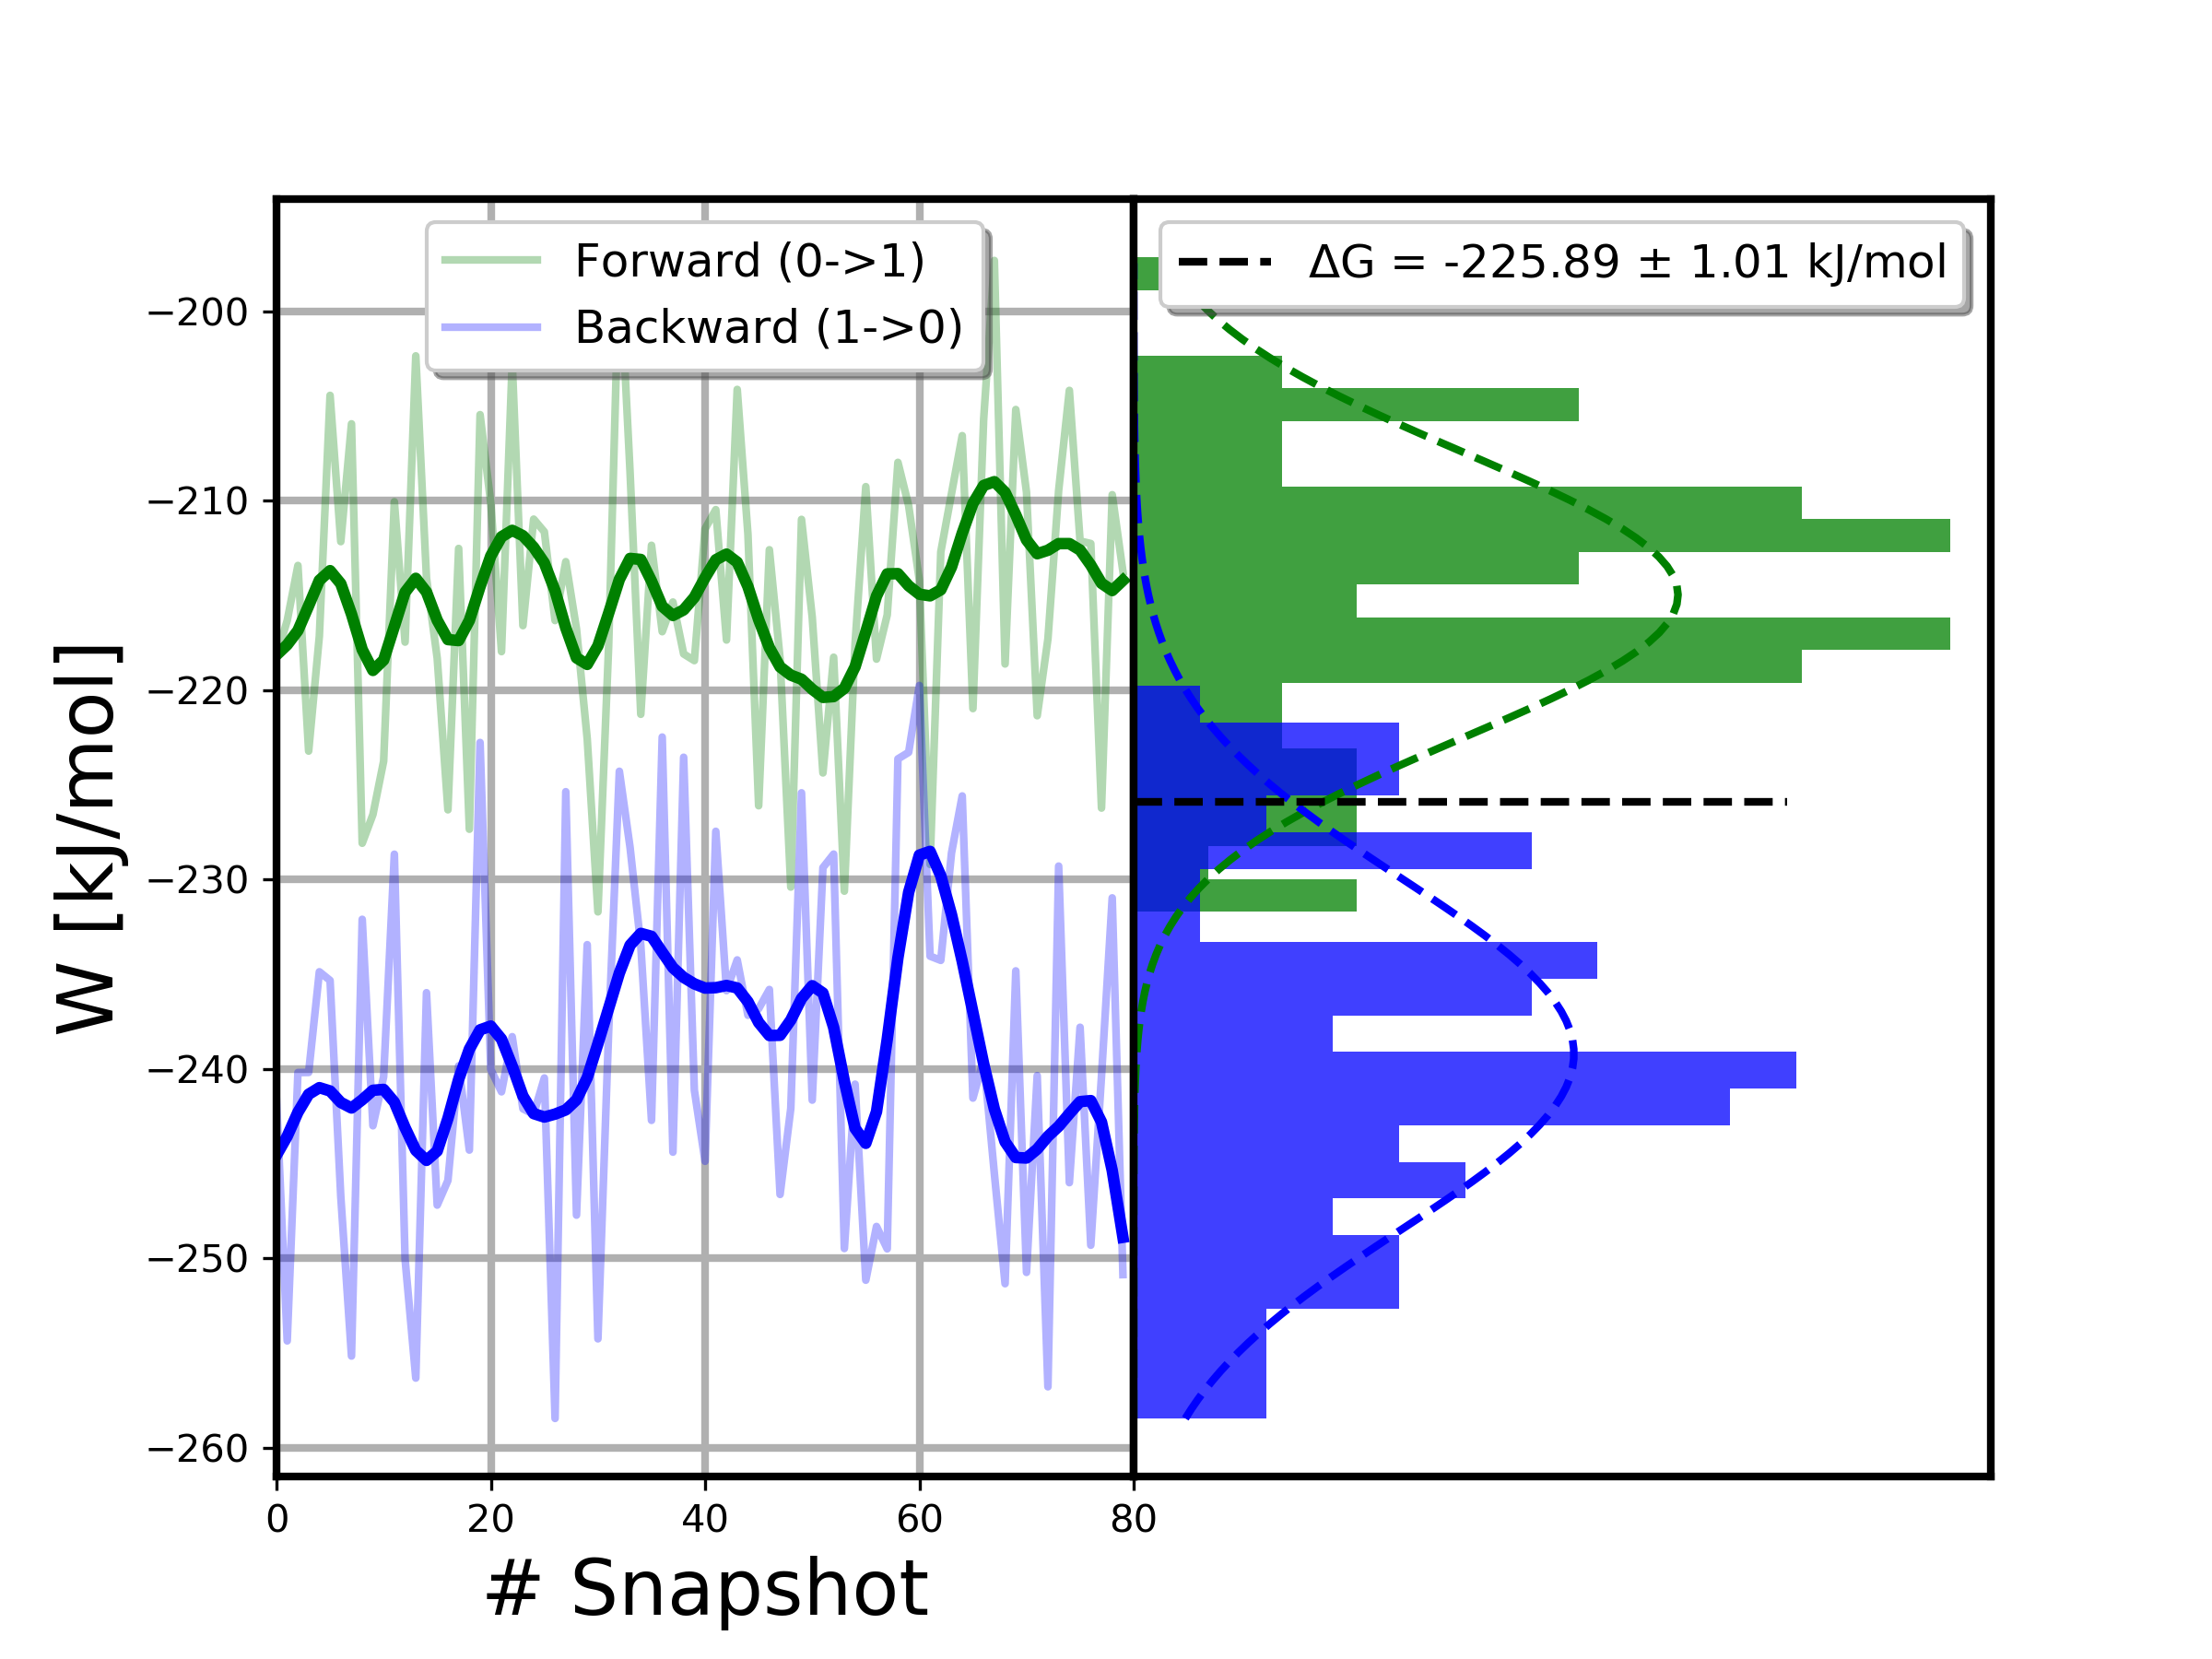 Forward (0->1)
Backward (1->0)
ΔG = -225.89 ± 1.01 kJ/mol
W [kJ/mol]
−200
−210
−220
−230
−240
−250
−260
0 20 40 60 80
# Snapshot